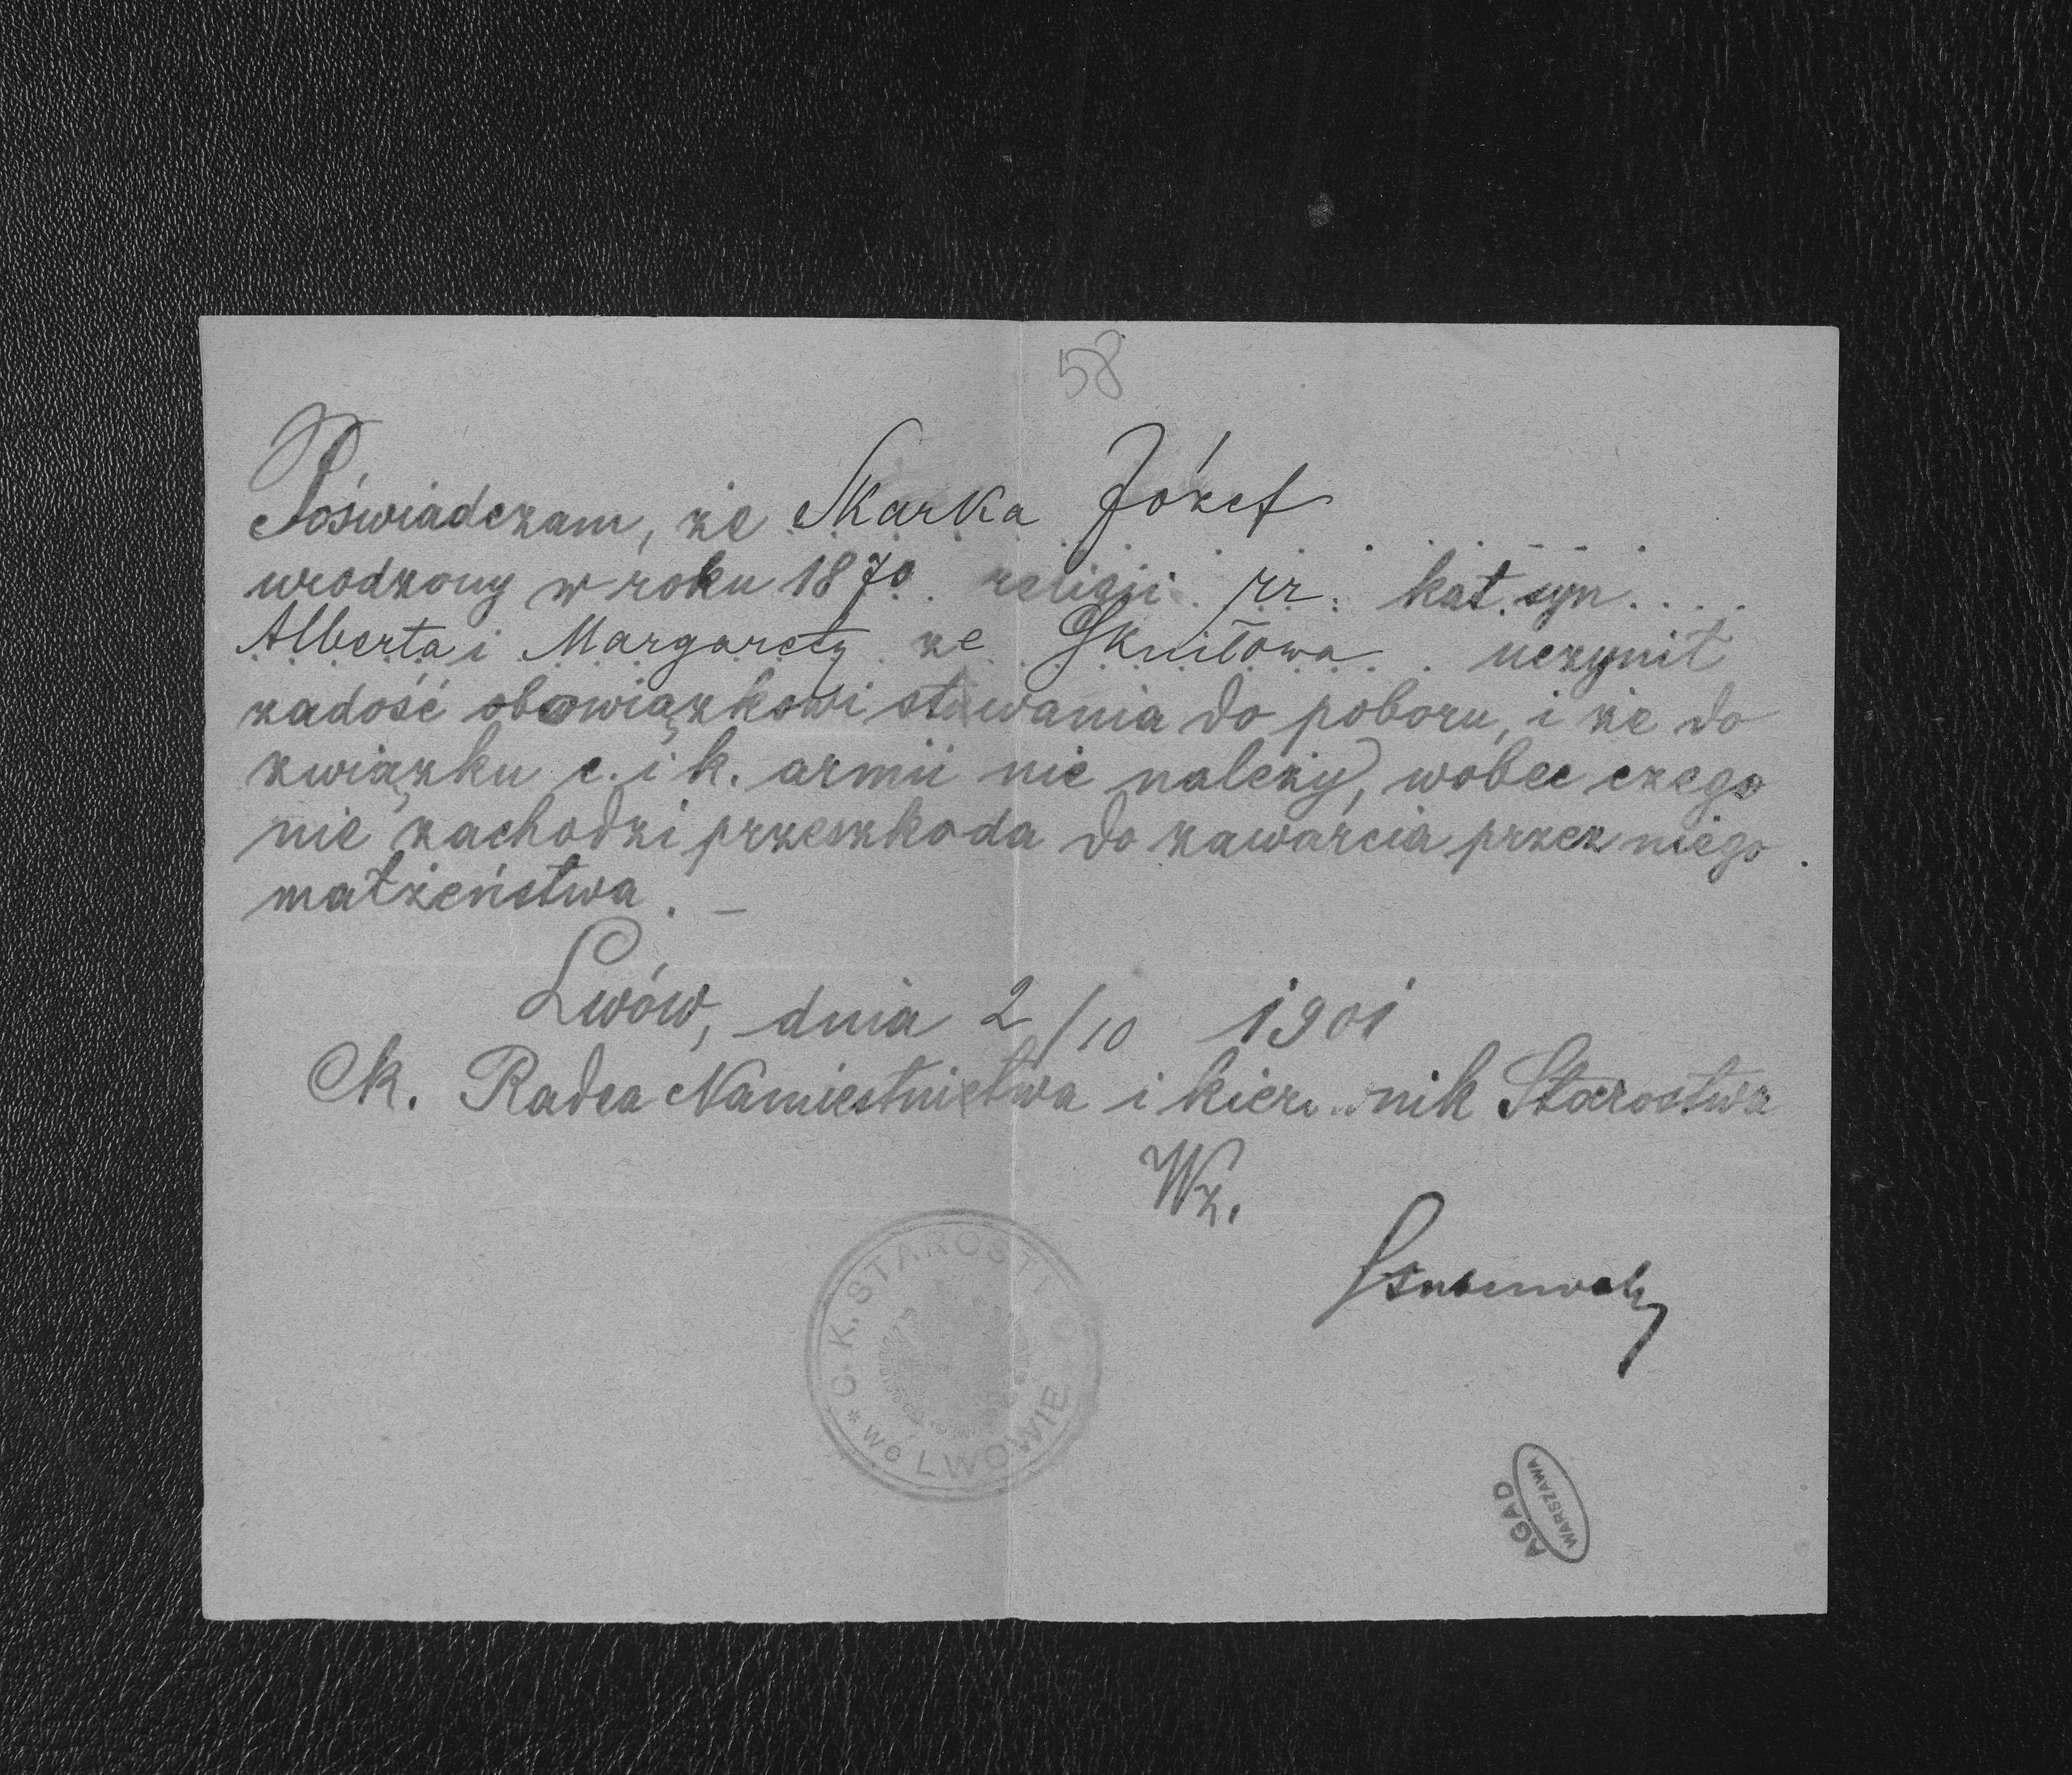 58
Poświadczam, że Skarka Józef
urodzony w roku 1870. religii rz. kat. syn
Alberta i Margarety ze Skniłowa uczynił
zadość obowiązkowi stawania do poboru, i że do
związku c. i k. armii nie należy, wobec czego
nie zachodzi przeszkoda do zawarcia przez niego
małżeństwa. –
Lwów, dnia 2/10 1901
Ck. Radca Namiestnictwa i kierownik Starostwa
Wz.
C. K. STAROSTWO
* WE LWOWIE
AGAD
WARSZAWA